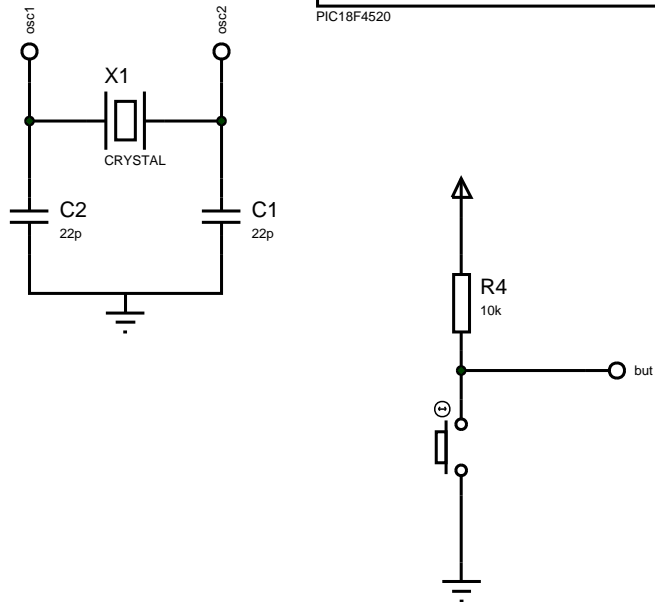 osc1
osc2
PIC18F4520
X1
CRYSTAL
C2
22p
C1
22p
R4
10k
but